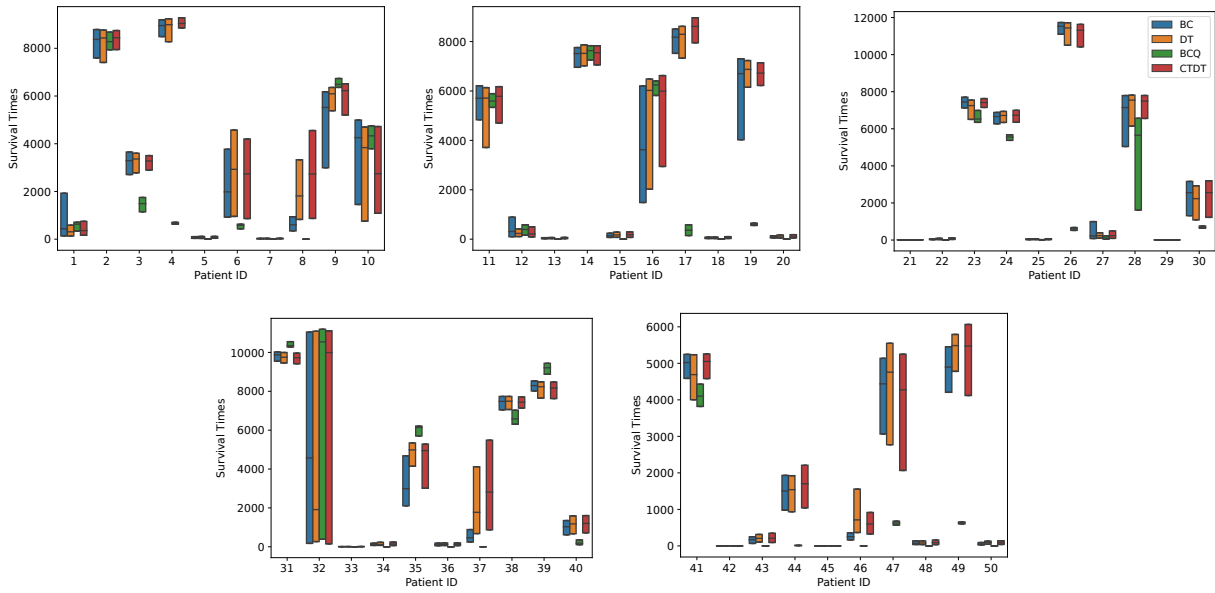 8000
6000
4000
2000
0
Survival Times
1 2 3 4 5 6 7 8 9 10
Patient ID
8000
6000
4000
2000
0
Survival Times
11 12 13 14 15 16 17 18 19 20
Patient ID
12000
10000
8000
6000
4000
2000
0
Survival Times
BC
DT
BCQ
CTDT
21 22 23 24 25 26 27 28 29 30
Patient ID
10000
8000
6000
4000
2000
0
Survival Times
31 32 33 34 35 36 37 38 39 40
Patient ID
6000
5000
4000
3000
2000
1000
0
Survival Times
41 42 43 44 45 46 47 48 49 50
Patient ID